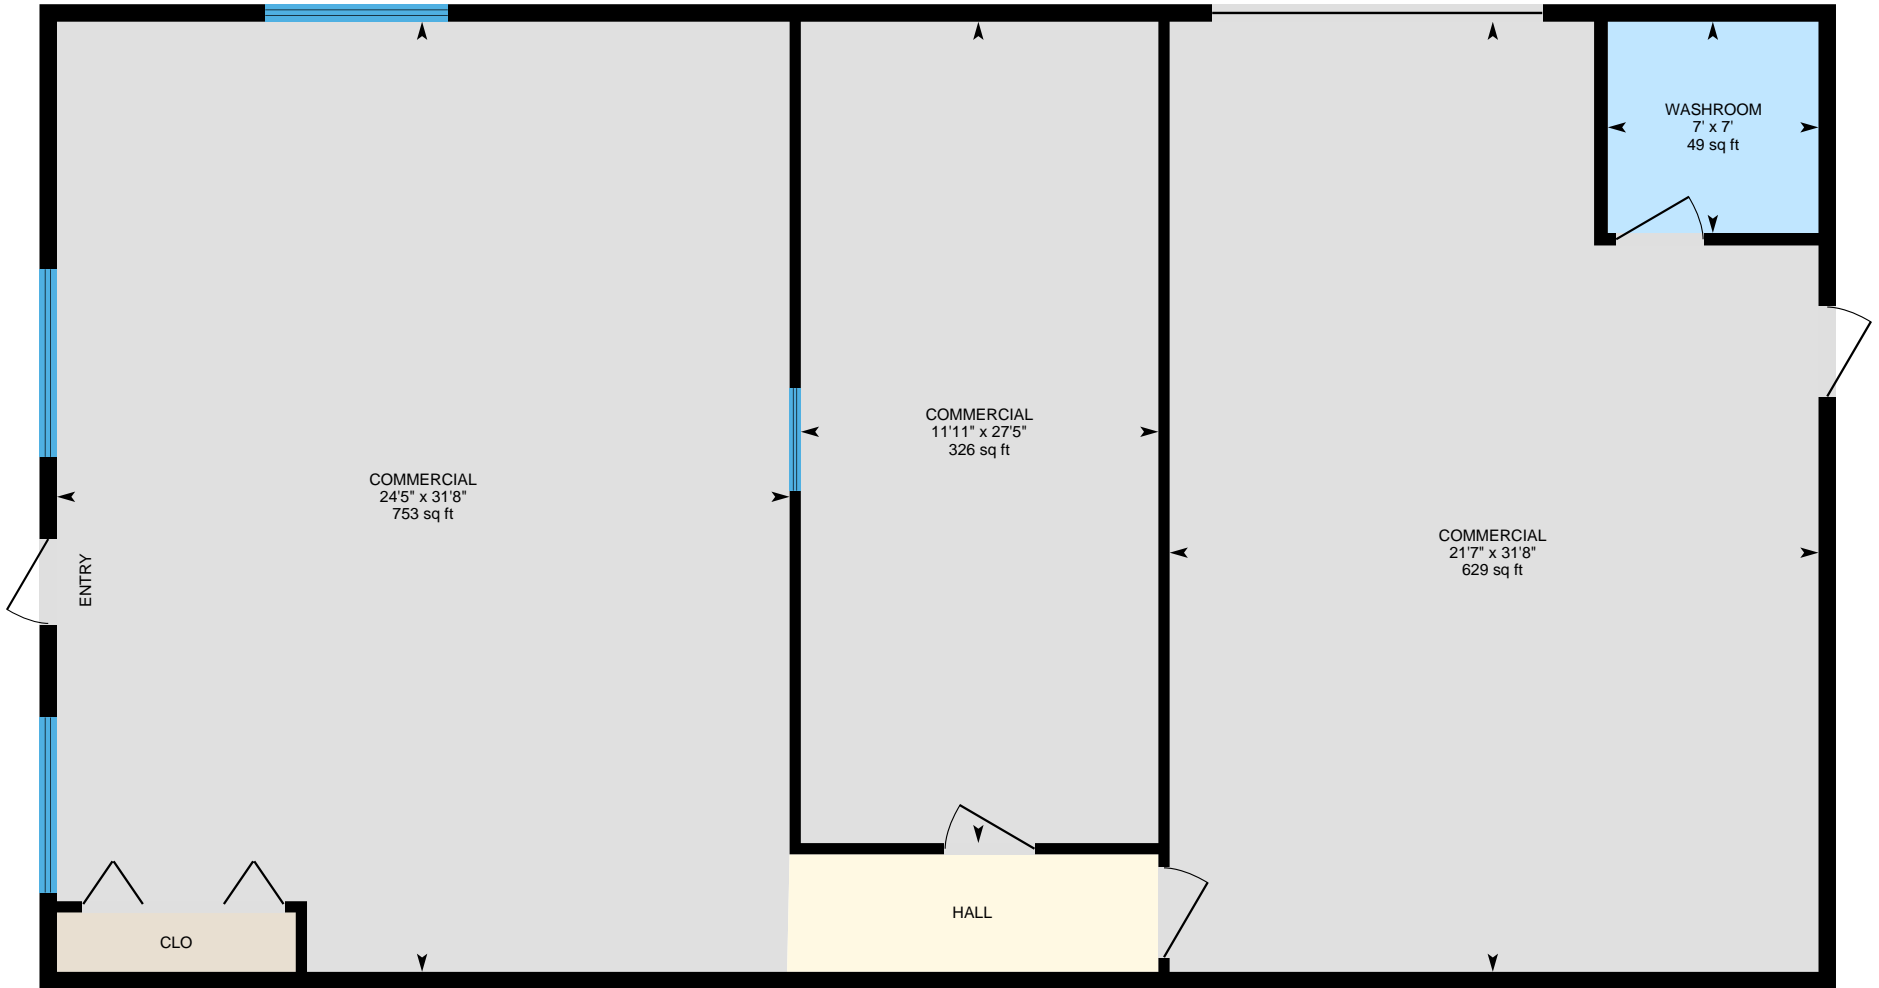 WASHROOM
7' x 7'
49 sq ft
COMMERCIAL
11'11" x 27'5"
326 sq ft
COMMERCIAL
24'5" x 31'8"
753 sq ft
COMMERCIAL
21'7" x 31'8"
629 sq ft
ENTRY
HALL
CLO